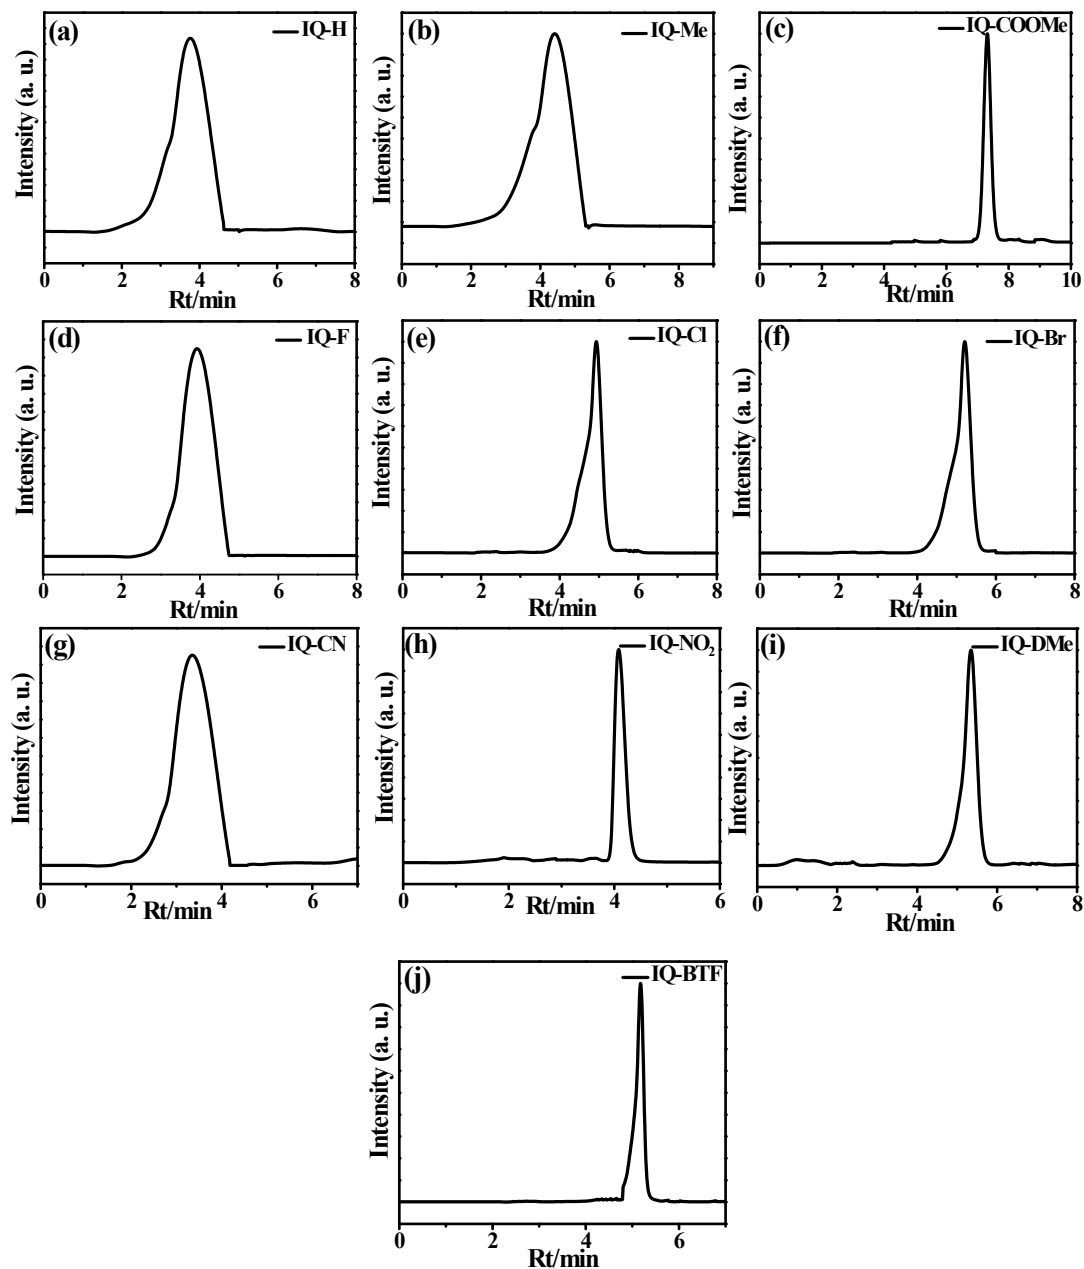 (a) IQ-H
Intensity (a. u.)
0 2 4 6 8
Rt/min
(b) IQ-Me
Intensity (a. u.)
0 2 4 6 8
Rt/min
(c) IQ-COOMe
Intensity (a. u.)
0 2 4 6 8 10
Rt/min
(d) IQ-F
Intensity (a. u.)
0 2 4 6 8
Rt/min
(e) IQ-Cl
Intensity (a. u.)
0 2 4 6 8
Rt/min
(f) IQ-Br
Intensity (a. u.)
0 2 4 6 8
Rt/min
(g) IQ-CN
Intensity (a. u.)
0 2 4 6
Rt/min
(h) IQ-NO₂
Intensity (a. u.)
0 2 4 6
Rt/min
(i) IQ-DMe
Intensity (a. u.)
0 2 4 6 8
Rt/min
(j) IQ-BTF
Intensity (a. u.)
0 2 4 6
Rt/min